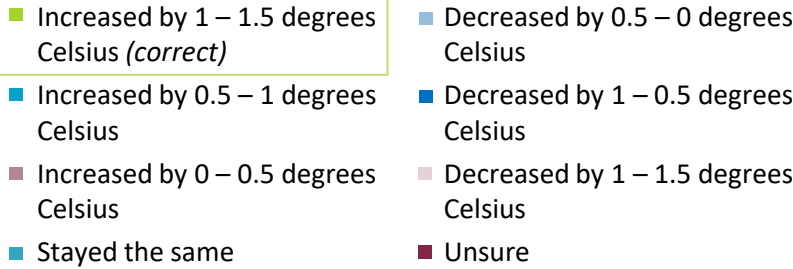 Increased by 1 – 1.5 degrees
Celsius (correct)
Increased by 0.5 – 1 degrees
Celsius
Increased by 0 – 0.5 degrees
Celsius
Stayed the same
Decreased by 0.5 – 0 degrees
Celsius
Decreased by 1 – 0.5 degrees
Celsius
Decreased by 1 – 1.5 degrees
Celsius
Unsure